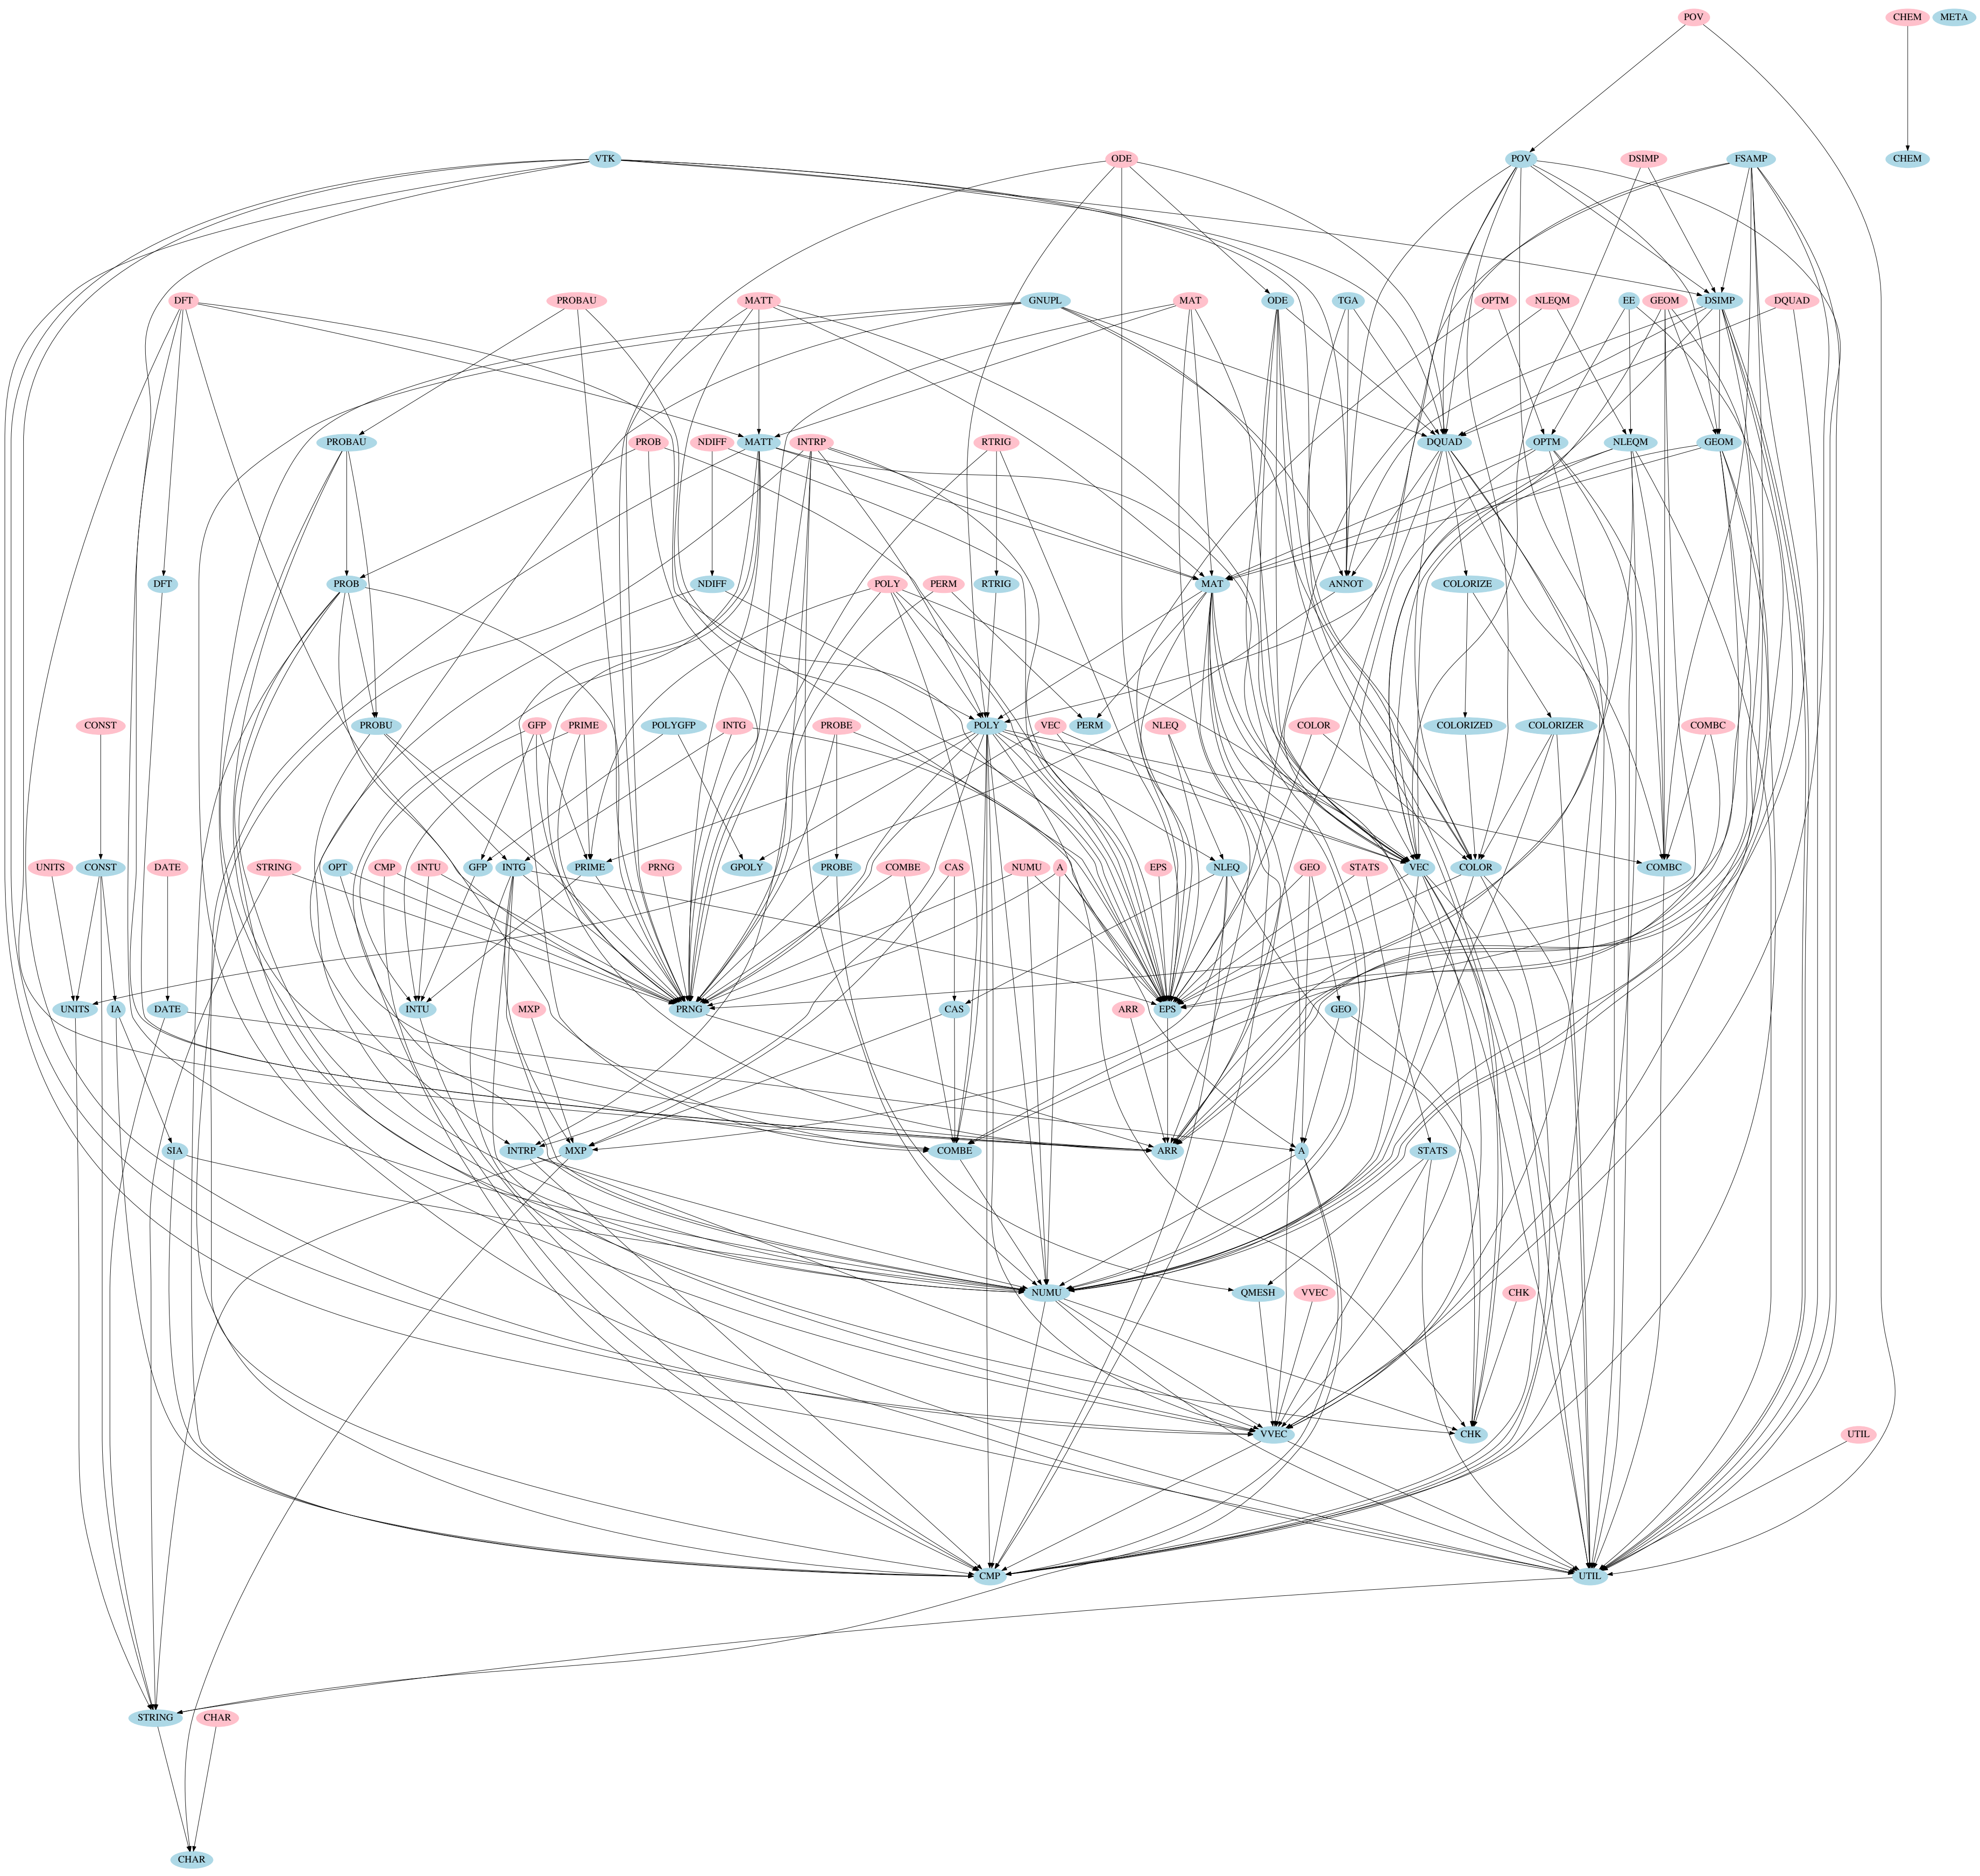 POV CHEM META
VTK ODE POV DSIMP FSAMP CHEM
DFT PROBAU MATT GNUPL MAT ODE TGA OPTM NLEQM EE GEOM DSIMP DQUAD
PROBAU PROB NDIFF MATT INTRP RTRIG DQUAD OPTM NLEQM GEOM
DFT PROB NDIFF POLY PERM RTRIG MAT ANNOT COLORIZE
CONST PROBU GFP PRIME POLYGFP INTG PROBE POLY VEC PERM NLEQ COLOR COLORIZED COLORIZER COMBC
UNITS CONST DATE STRING OPT CMP INTU GFP INTG PRIME PRNG GPOLY PROBE COMBE CAS NUMU A EPS NLEQ GEO STATS VEC COLOR COMBC
UNITS IA DATE INTU MXP PRNG CAS ARR EPS GEO
SIA INTRP MXP COMBE ARR A STATS
NUMU QMESH VVEC CHK
VVEC CHK UTIL
CMP UTIL
STRING CHAR
CHAR